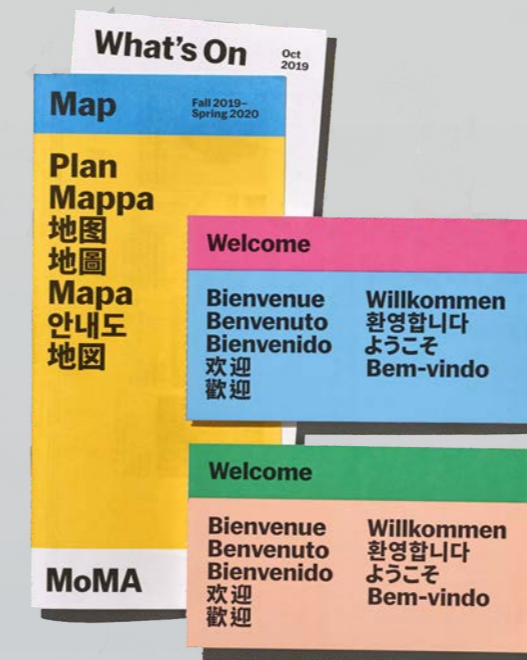 What's On
Oct
2019
Map
Fall 2019–
Spring 2020
Plan
Mappa
地图
地圖
Mapa
안내도
地図
MoMA
Welcome
Bienvenue
Benvenuto
Bienvenido
欢迎
歡迎
Willkommen
환영합니다
ようこそ
Bem-vindo
Welcome
Bienvenue
Benvenuto
Bienvenido
欢迎
歡迎
Willkommen
환영합니다
ようこそ
Bem-vindo